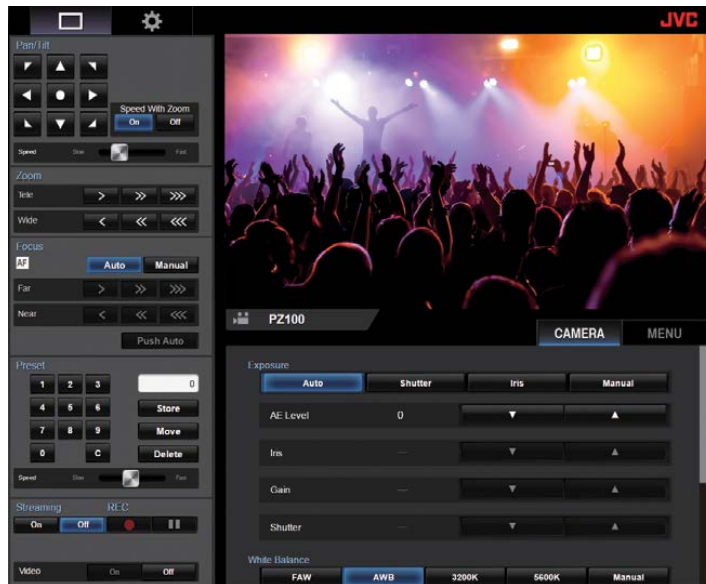 JVC
Pan/Tilt
Speed With Zoom
On Off
Speed Slow Fast
Zoom
Tele > >> >>>
Wide < << <<<
Focus
AF Auto Manual
Far > >> >>>
Near < << <<<
Push Auto
Preset
1 2 3 0
4 5 6 Store
7 8 9 Move
0 C Delete
Speed Slow Fast
Streaming REC
On Off
Video On Off
PZ100
CAMERA MENU
Exposure
Auto Shutter Iris Manual
AE Level 0
Iris —
Gain —
Shutter —
White Balance
FAW AWB 3200K 5600K Manual